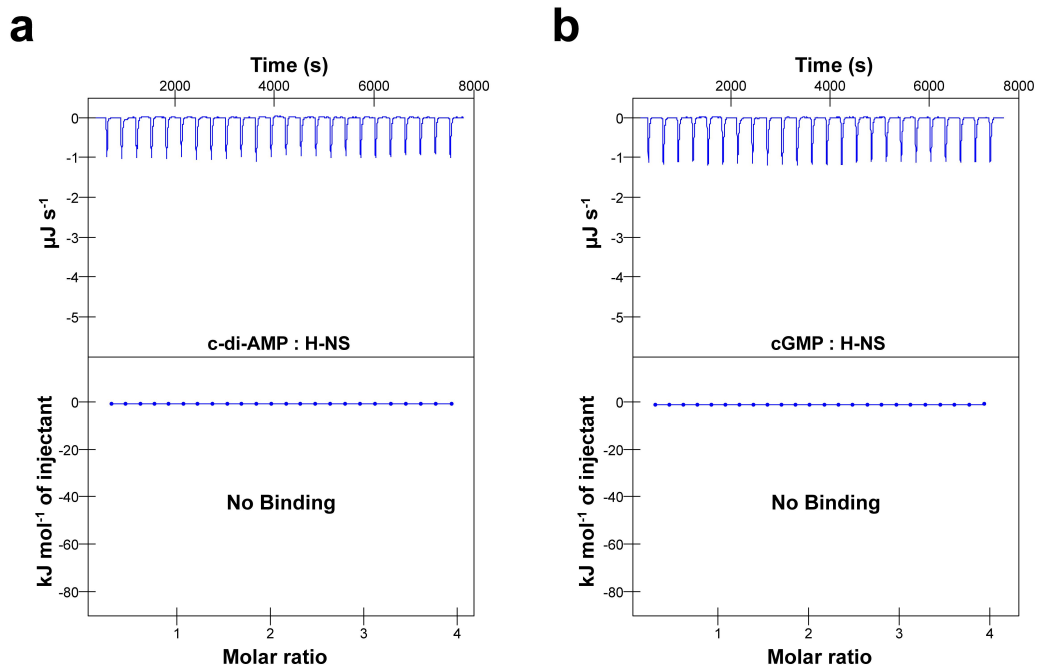 a
Time (s)
2000 4000 6000 8000
0
-1
-2
-3
-4
-5
µJ s-1
c-di-AMP : H-NS
0
-20
-40
-60
-80
kJ mol-1 of injectant
No Binding
1 2 3 4
Molar ratio
b
Time (s)
2000 4000 6000 8000
0
-1
-2
-3
-4
-5
µJ s-1
cGMP : H-NS
0
-20
-40
-60
-80
kJ mol-1 of injectant
No Binding
1 2 3 4
Molar ratio